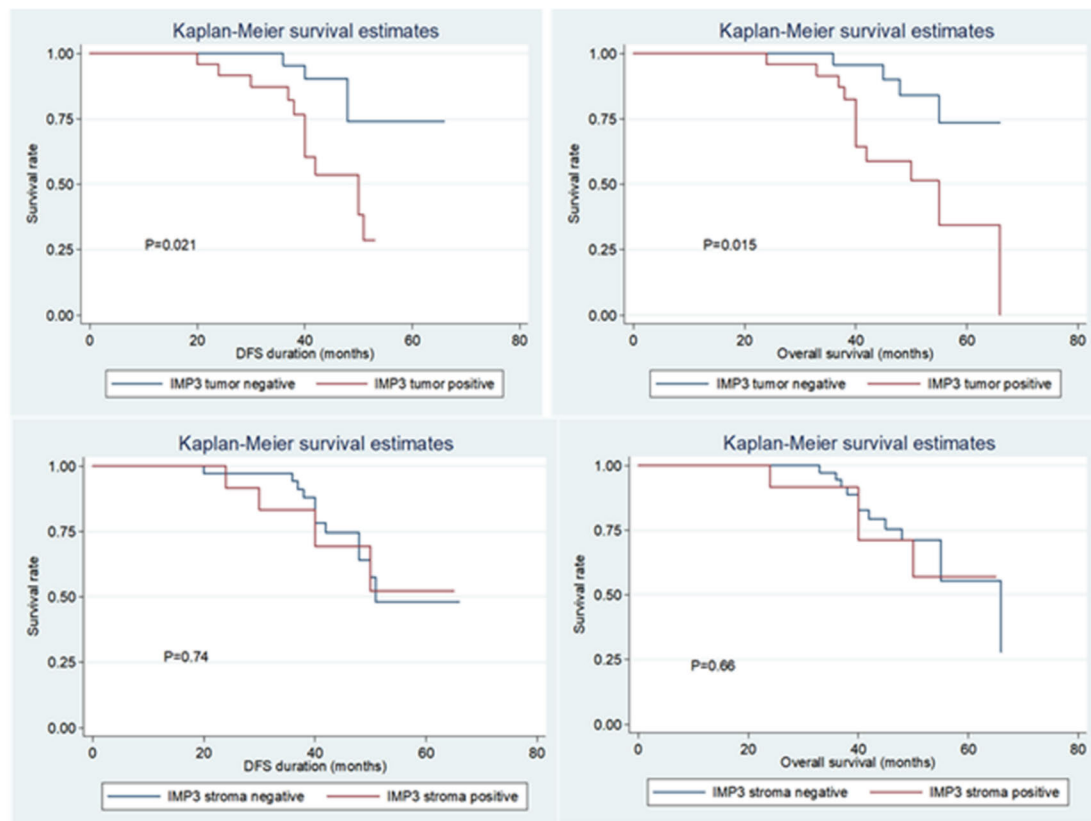 Kaplan-Meier survival estimates
1.00
0.75
0.50
0.25
0.00
Survival rate
P=0.021
0 20 40 60 80
DFS duration (months)
IMP3 tumor negative IMP3 tumor positive
Kaplan-Meier survival estimates
1.00
0.75
0.50
0.25
0.00
Survival rate
P=0.015
0 20 40 60 80
Overall survival (months)
IMP3 tumor negative IMP3 tumor positive
Kaplan-Meier survival estimates
1.00
0.75
0.50
0.25
0.00
Survival rate
P=0.74
0 20 40 60 80
DFS duration (months)
IMP3 stroma negative IMP3 stroma positive
Kaplan-Meier survival estimates
1.00
0.75
0.50
0.25
0.00
Survival rate
P=0.66
0 20 40 60 80
Overall survival (months)
IMP3 stroma negative IMP3 stroma positive